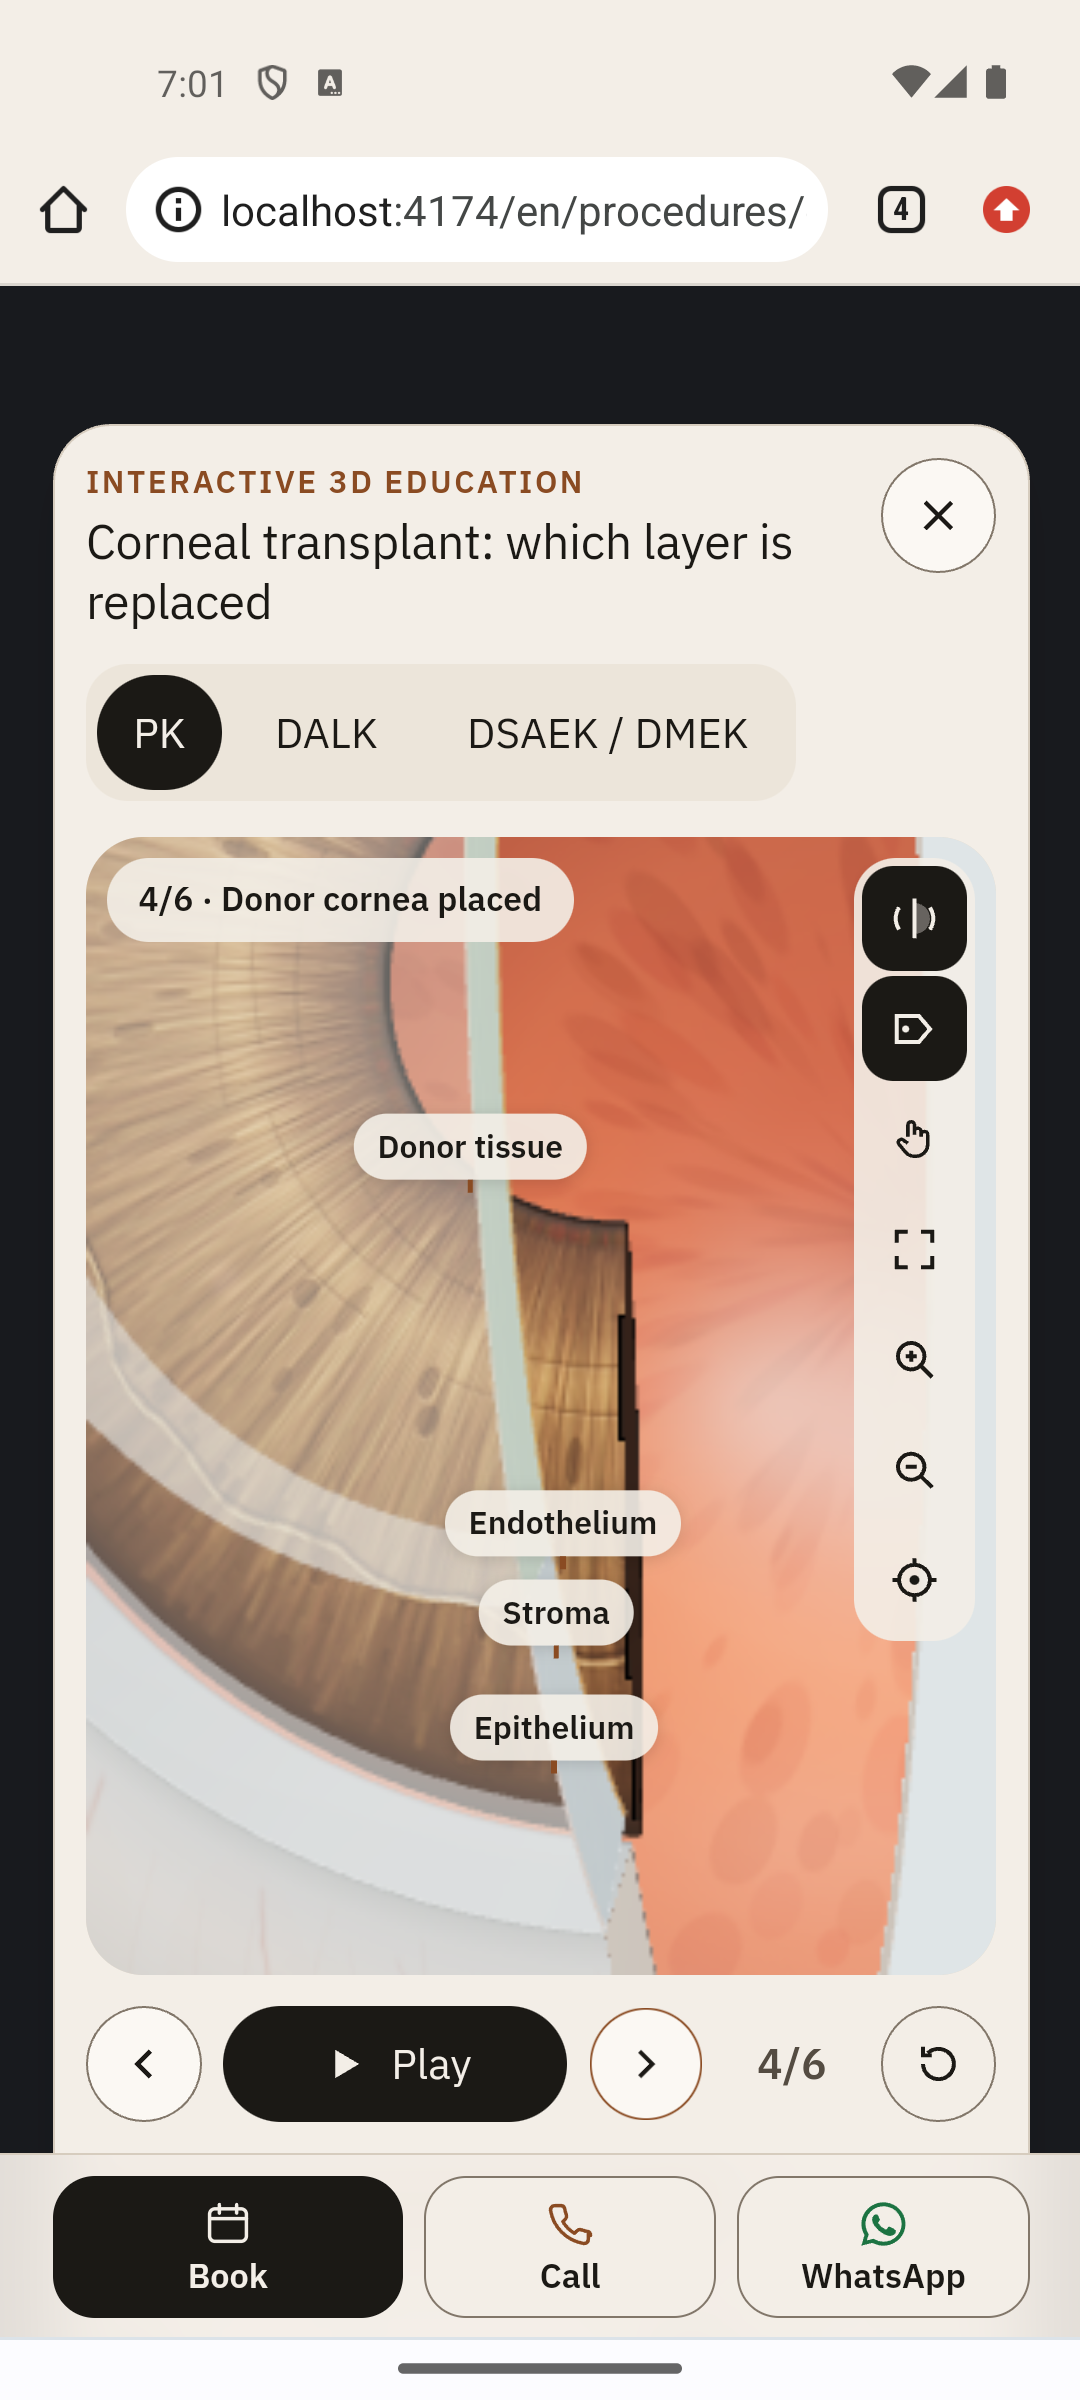 7:01
localhost:4174/en/procedures/
4
INTERACTIVE 3D EDUCATION
Corneal transplant: which layer is
replaced
PK DALK DSAEK / DMEK
4/6 · Donor cornea placed
Donor tissue
Endothelium
Stroma
Epithelium
Play 4/6
Book Call WhatsApp